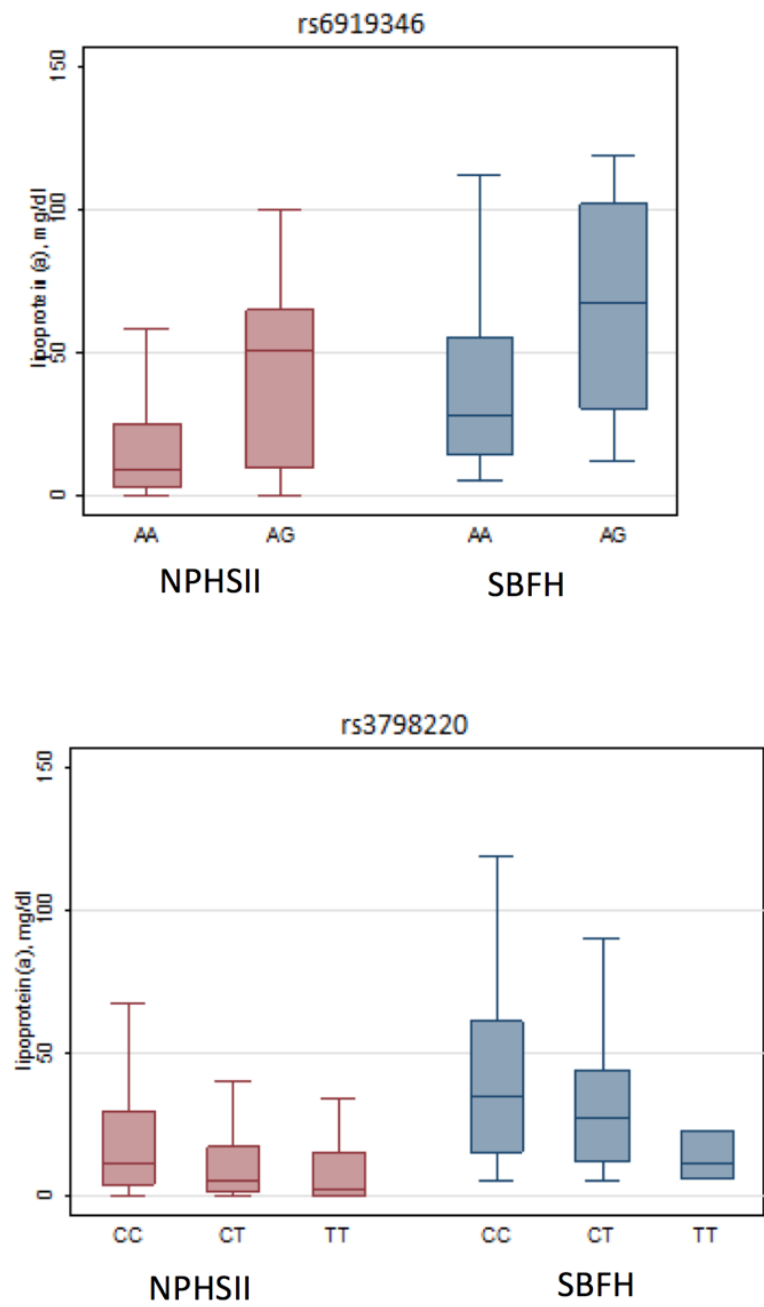 rs6919346
150
100
50
0
lipoprotein (a), mg/dl
AA AG AA AG
NPHSII SBFH
rs3798220
150
100
50
0
lipoprotein (a), mg/dl
CC CT TT CC CT TT
NPHSII SBFH